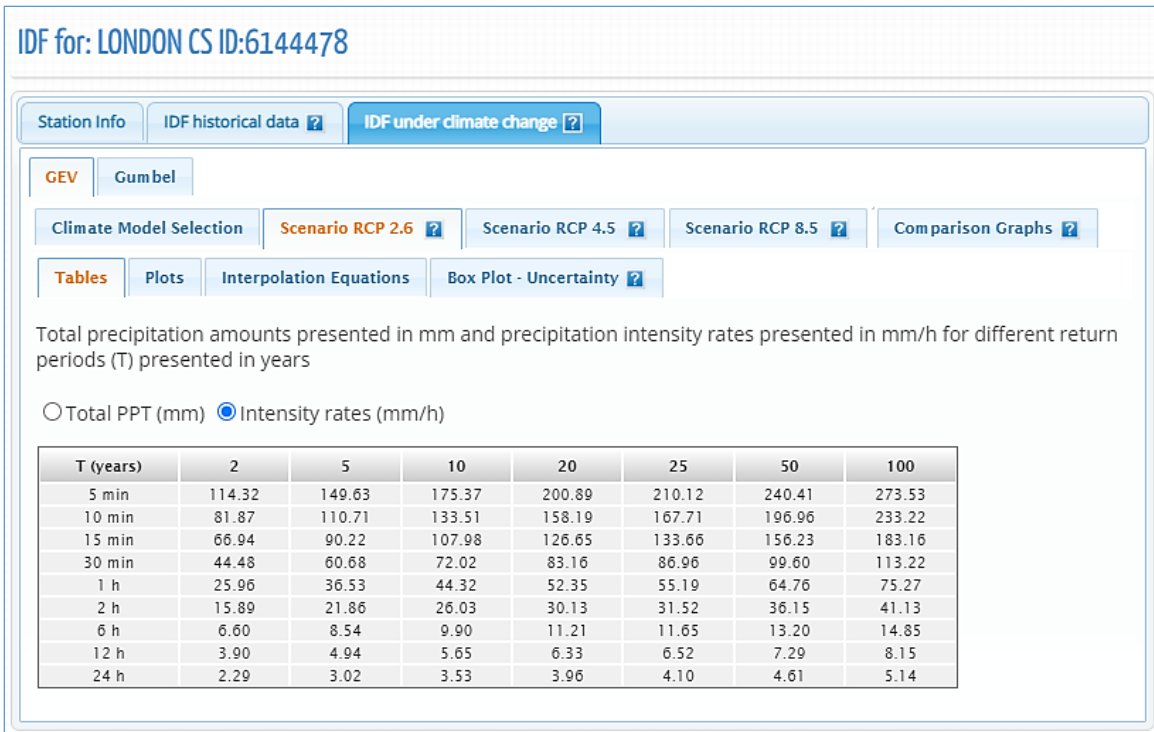 IDF for: LONDON CS ID:6144478
Station Info IDF historical data ? IDF under climate change ?
GEV Gumbel
Climate Model Selection Scenario RCP 2.6 ? Scenario RCP 4.5 ? Scenario RCP 8.5 ? Comparison Graphs ?
Tables Plots Interpolation Equations Box Plot - Uncertainty ?
Total precipitation amounts presented in mm and precipitation intensity rates presented in mm/h for different return
periods (T) presented in years
Total PPT (mm) Intensity rates (mm/h)
T (years) 2 5 10 20 25 50 100
5 min 114.32 149.63 175.37 200.89 210.12 240.41 273.53
10 min 81.87 110.71 133.51 158.19 167.71 196.96 233.22
15 min 66.94 90.22 107.98 126.65 133.66 156.23 183.16
30 min 44.48 60.68 72.02 83.16 86.96 99.60 113.22
1 h 25.96 36.53 44.32 52.35 55.19 64.76 75.27
2 h 15.89 21.86 26.03 30.13 31.52 36.15 41.13
6 h 6.60 8.54 9.90 11.21 11.65 13.20 14.85
12 h 3.90 4.94 5.65 6.33 6.52 7.29 8.15
24 h 2.29 3.02 3.53 3.96 4.10 4.61 5.14